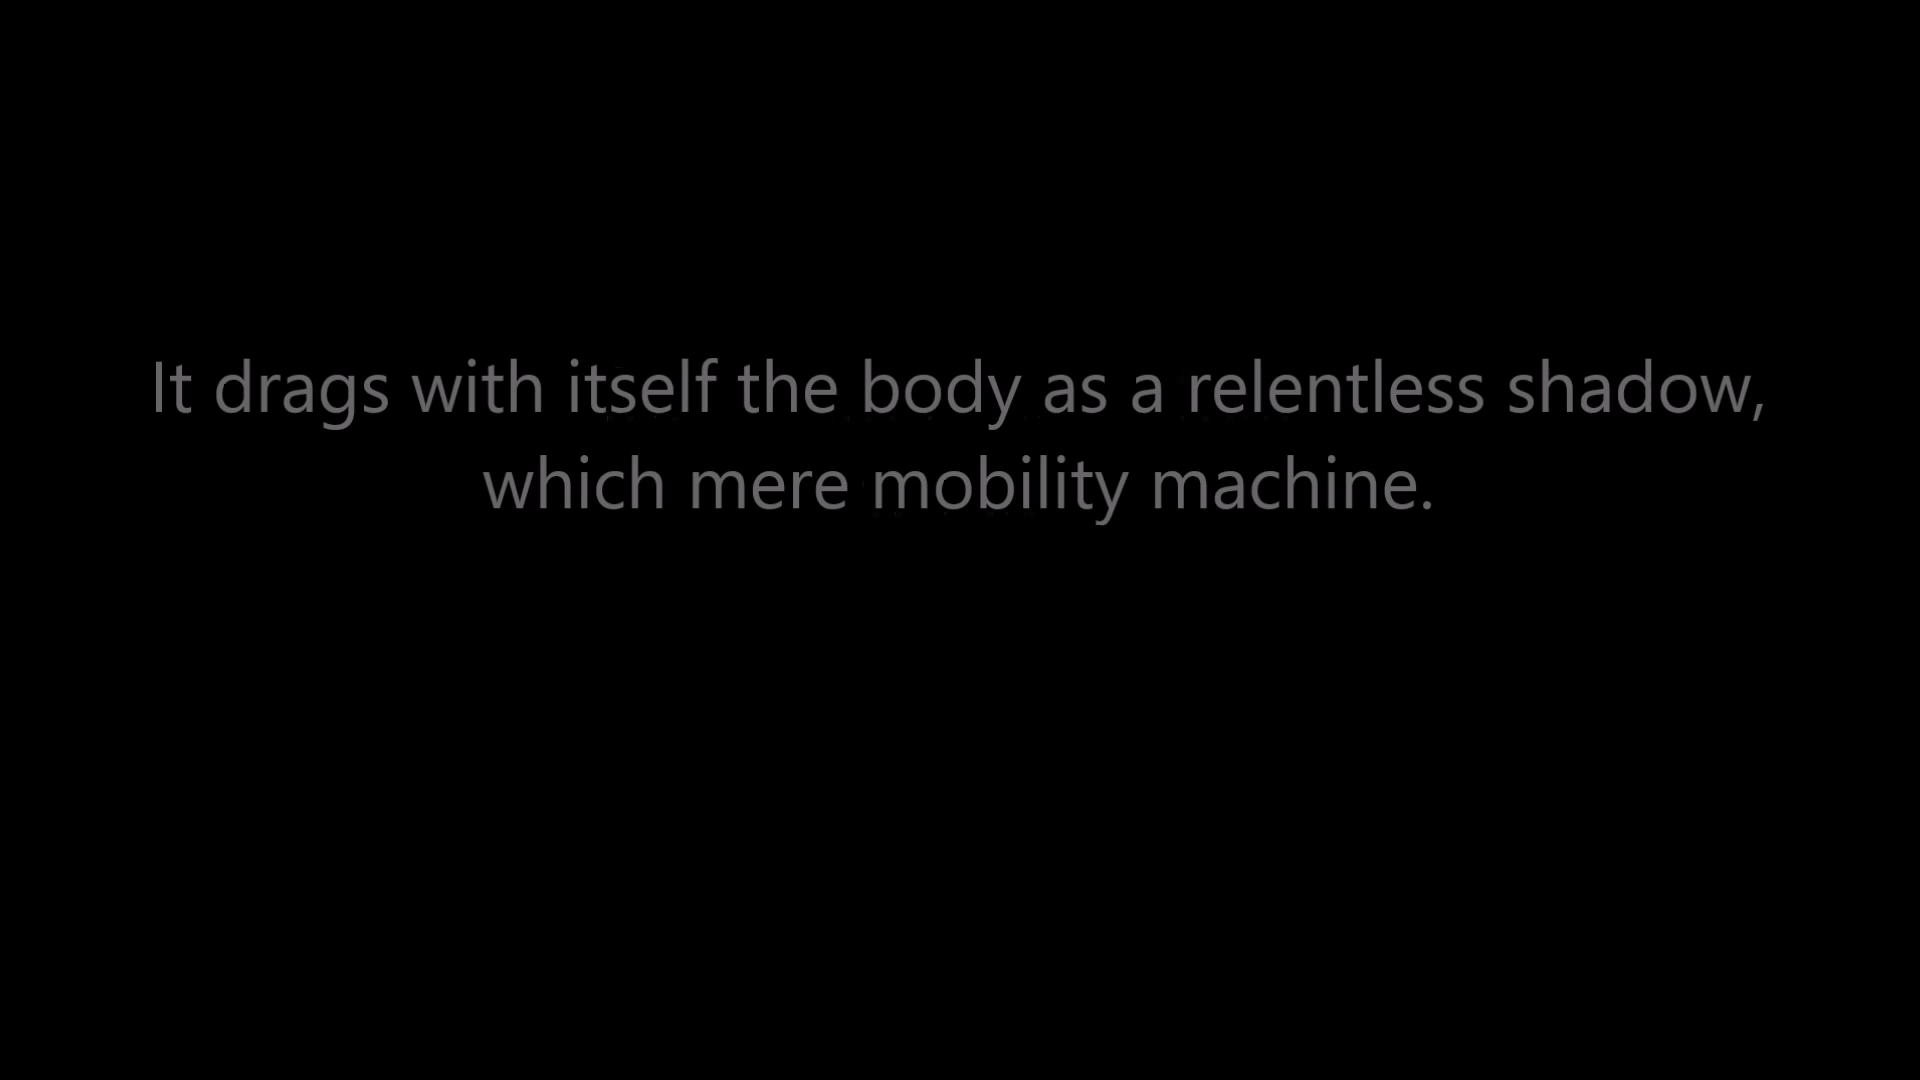 It drags with itself the body as a relentless shadow,
which mere mobility machine.